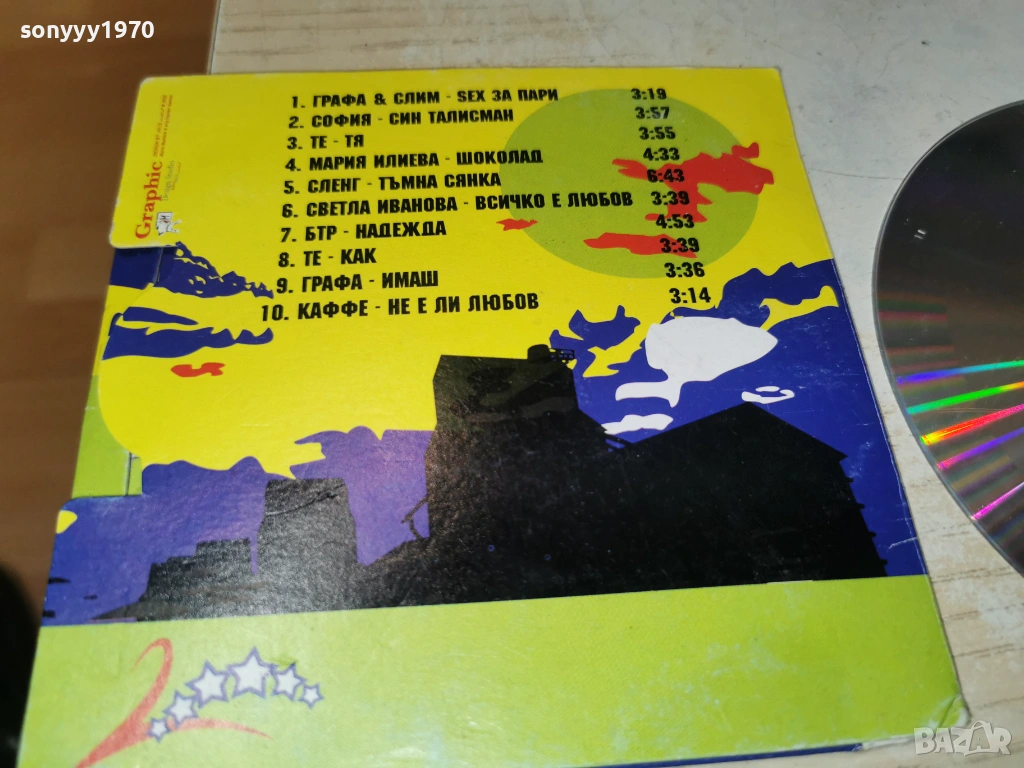 sonyyy1970
Graphic
1. ГРАФА & СЛИМ - SEX ЗА ПАРИ 3:19
2. СОФИЯ - СИН ТАЛИСМАН 3:57
3. ТЕ - ТЯ 3:55
4. МАРИЯ ИЛИЕВА - ШОКОЛАД 4:33
5. СЛЕНГ - ТЪМНА СЯНКА 6:43
6. СВЕТЛА ИВАНОВА - ВСИЧКО Е ЛЮБОВ 3:39
7. БТР - НАДЕЖДА 4:53
8. ТЕ - КАК 3:39
9. ГРАФА - ИМАШ 3:36
10. КАФФЕ - НЕ Е ЛИ ЛЮБОВ 3:14
2
BAZAR